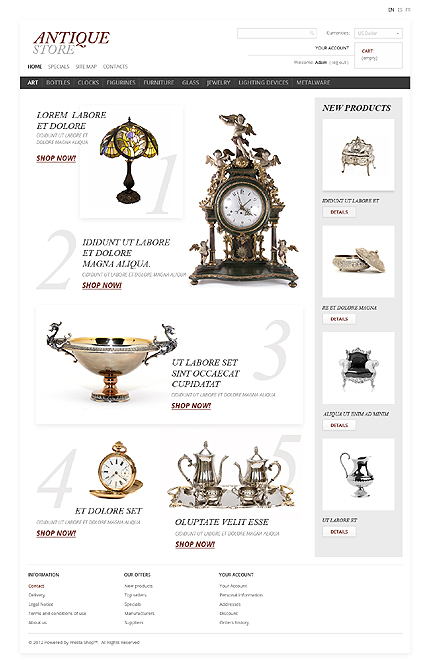 EN ES FR
ANTIQUE
STORE
Currencies: US Dollar
YOUR ACCOUNT
Welcome Adam (log out)
CART:
(empty)
HOME SPECIALS SITE MAP CONTACTS
ART BOTTLES CLOCKS FIGURINES FURNITURE GLASS JEWELRY LIGHTING DEVICES METALWARE
LOREM LABORE
ET DOLORE
CIDIDUNT UT LABORE ET
DOLORE MAGNA ALIQUA
SHOP NOW!
1
2
IDIDUNT UT LABORE
ET DOLORE
MAGNA ALIQUA.
CIDIDUNT UT LABORE ET DOLORE MAGNA ALIQUA
SHOP NOW!
3
UT LABORE SET
SINT OCCAECAT
CUPIDATAT
CIDIDUNT UT LABORE ET DOLORE MAGNA ALIQUA
SHOP NOW!
4
ET DOLORE SET
CIDIDUNT UT LABORE ET DOLORE MAGNA ALIQUA
SHOP NOW!
5
OLUPTATE VELIT ESSE
CIDIDUNT UT LABORE ET DOLORE MAGNA ALIQUA
SHOP NOW!
NEW PRODUCTS
IDIDUNT UT LABORE ET
DETAILS
RE ET DOLORE MAGNA
DETAILS
ALIQUA UT ENIM AD MINIM
DETAILS
UT LABORE ET
DETAILS
INFORMATION
Contact
Delivery
Legal Notice
Terms and conditions of use
About us
OUR OFFERS
New products
Top sellers
Specials
Manufacturers
Suppliers
YOUR ACCOUNT
Your Account
Personal information
Addresses
Discount
Orders history
© 2012 Powered by Presta Shop™. All Rights Reserved